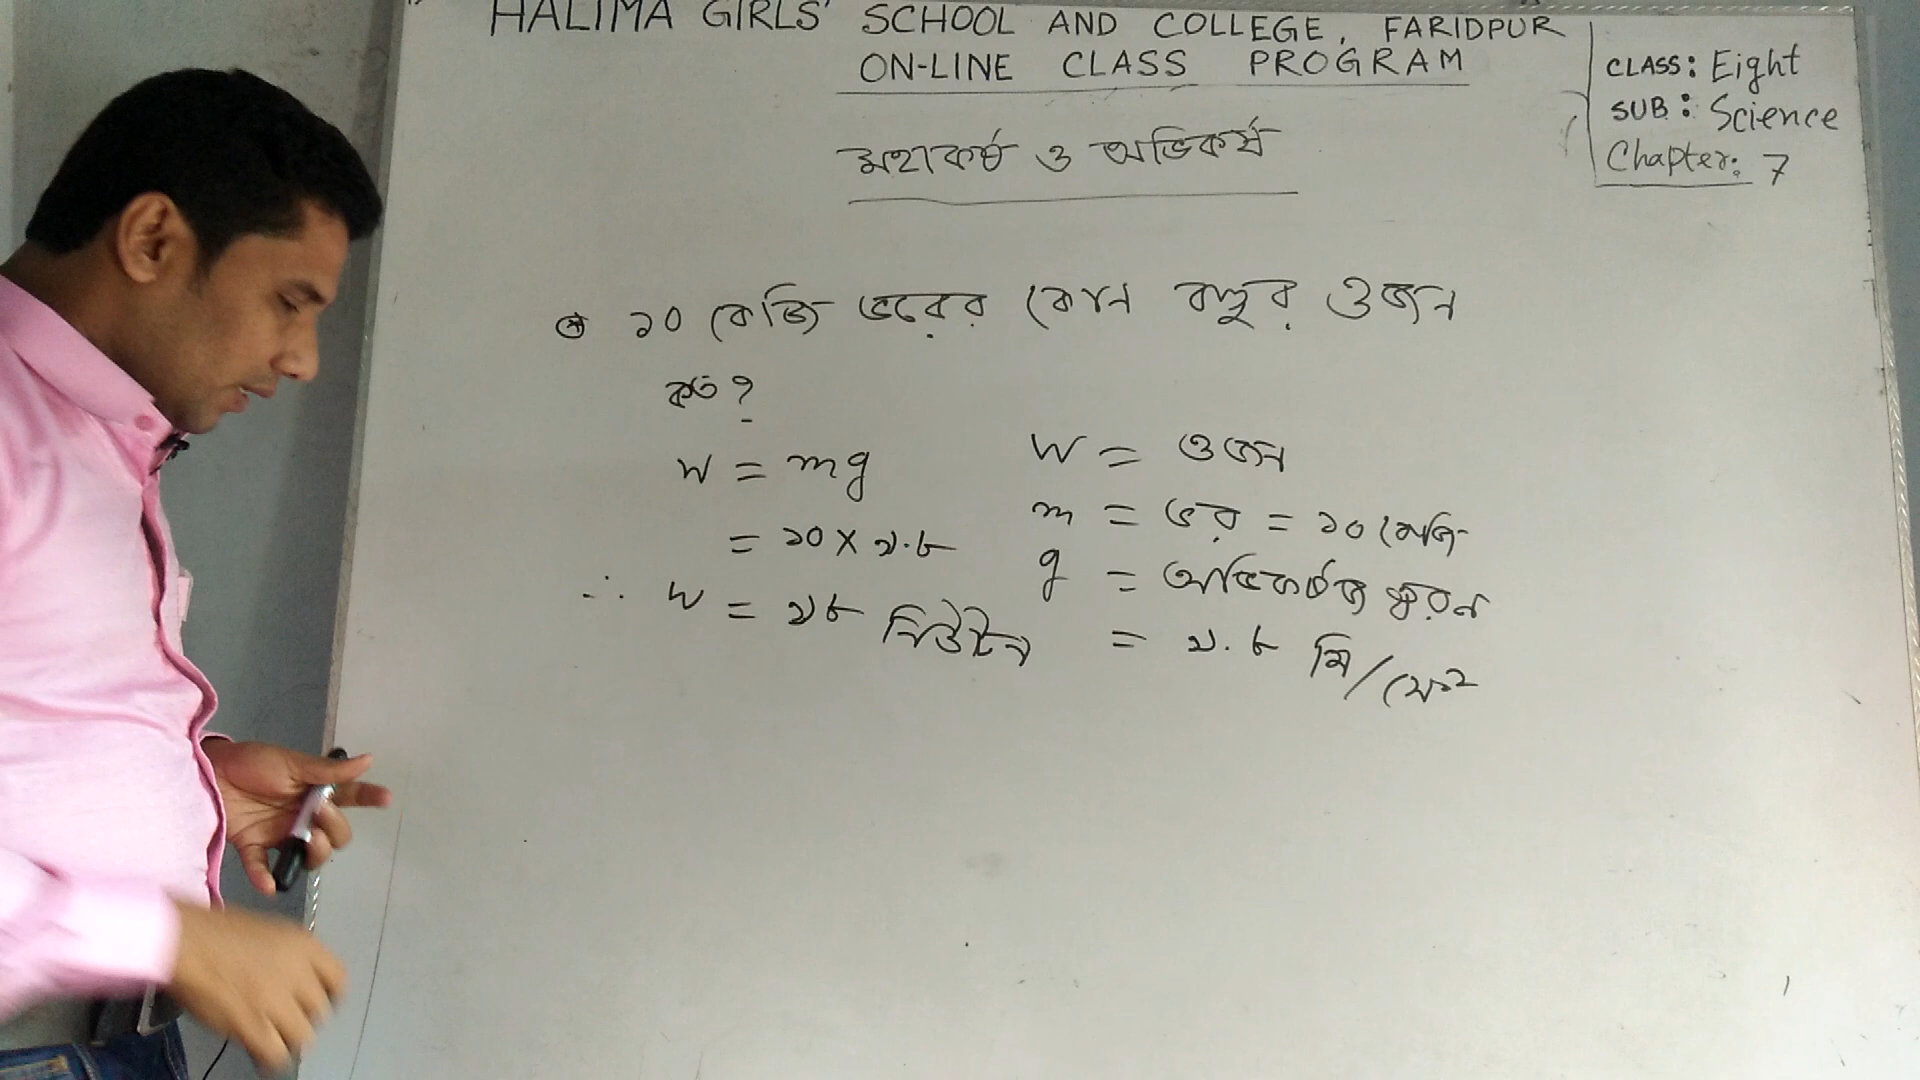 HALIMA GIRLS' SCHOOL AND COLLEGE, FARIDPUR
ON-LINE CLASS PROGRAM
CLASS: Eight
SUB: Science
Chapter: 7
মহাকর্ষ ও অভিকর্ষ
১০ কেজি ভরের কোন বস্তুর ওজন
কত?
W = mg
= ১০ × ৯.৮
∴ W = ৯৮ নিউটন
W = ওজন
m = ভর = ১০ কেজি
g = অভিকর্ষজ ত্বরন
= ৯.৮ মি/সে২